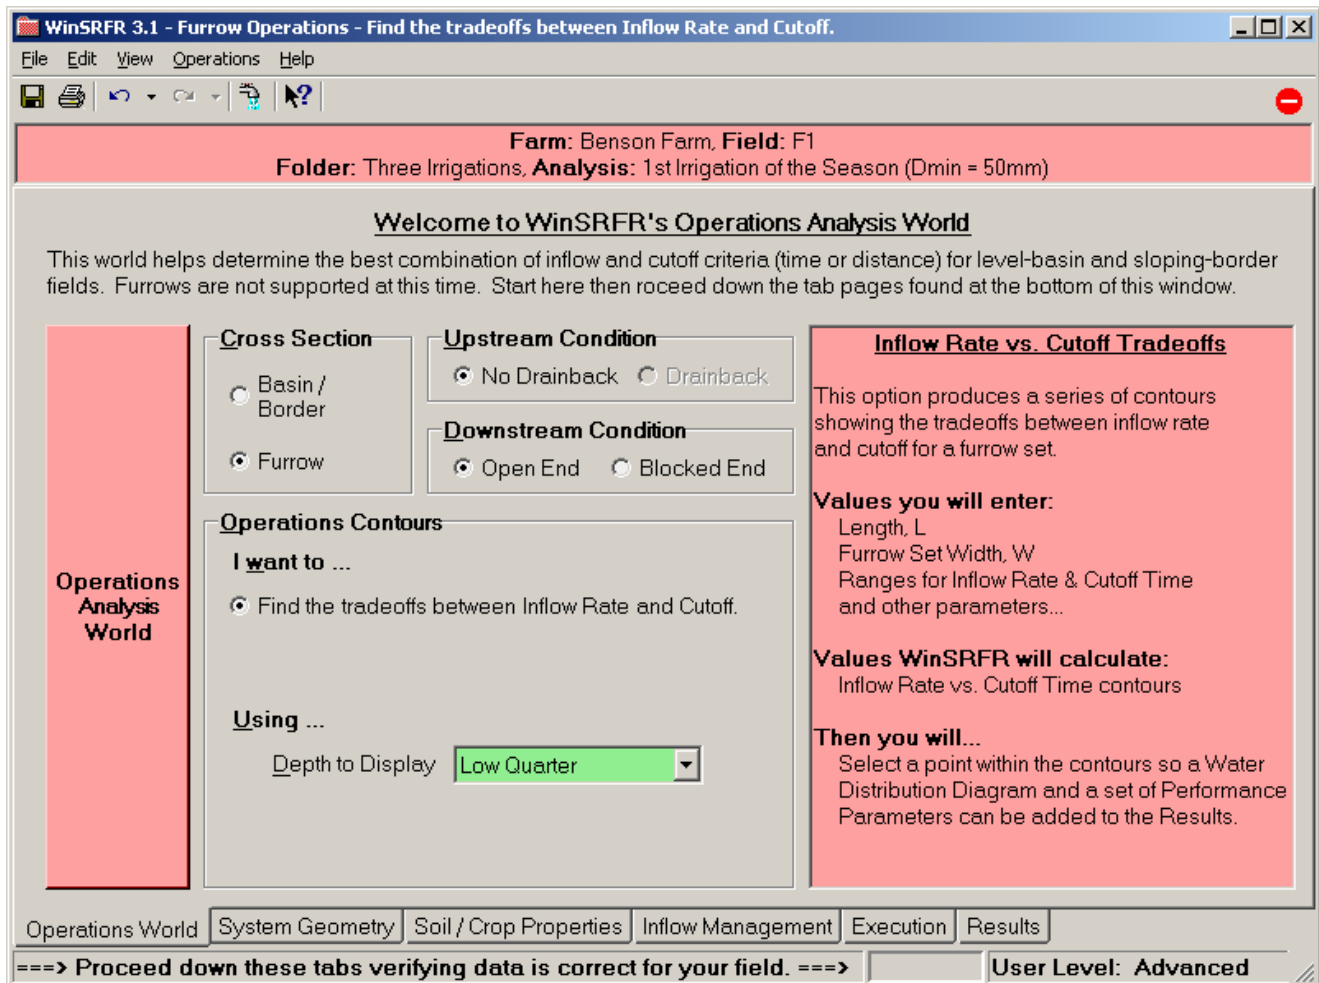 WinSRFR 3.1 - Furrow Operations - Find the tradeoffs between Inflow Rate and Cutoff.
File Edit View Operations Help
Farm: Benson Farm, Field: F1
Folder: Three Irrigations, Analysis: 1st Irrigation of the Season (Dmin = 50mm)
Welcome to WinSRFR's Operations Analysis World
This world helps determine the best combination of inflow and cutoff criteria (time or distance) for level-basin and sloping-border
fields. Furrows are not supported at this time. Start here then roceed down the tab pages found at the bottom of this window.
Operations
Analysis
World
Cross Section
Basin /
Border
Furrow
Upstream Condition
No Drainback Drainback
Downstream Condition
Open End Blocked End
Operations Contours
I want to ...
Find the tradeoffs between Inflow Rate and Cutoff.
Using ...
Depth to Display Low Quarter
Inflow Rate vs. Cutoff Tradeoffs
This option produces a series of contours
showing the tradeoffs between inflow rate
and cutoff for a furrow set.
Values you will enter:
Length, L
Furrow Set Width, W
Ranges for Inflow Rate & Cutoff Time
and other parameters...
Values WinSRFR will calculate:
Inflow Rate vs. Cutoff Time contours
Then you will...
Select a point within the contours so a Water
Distribution Diagram and a set of Performance
Parameters can be added to the Results.
Operations World System Geometry Soil / Crop Properties Inflow Management Execution Results
===> Proceed down these tabs verifying data is correct for your field. ===> User Level: Advanced